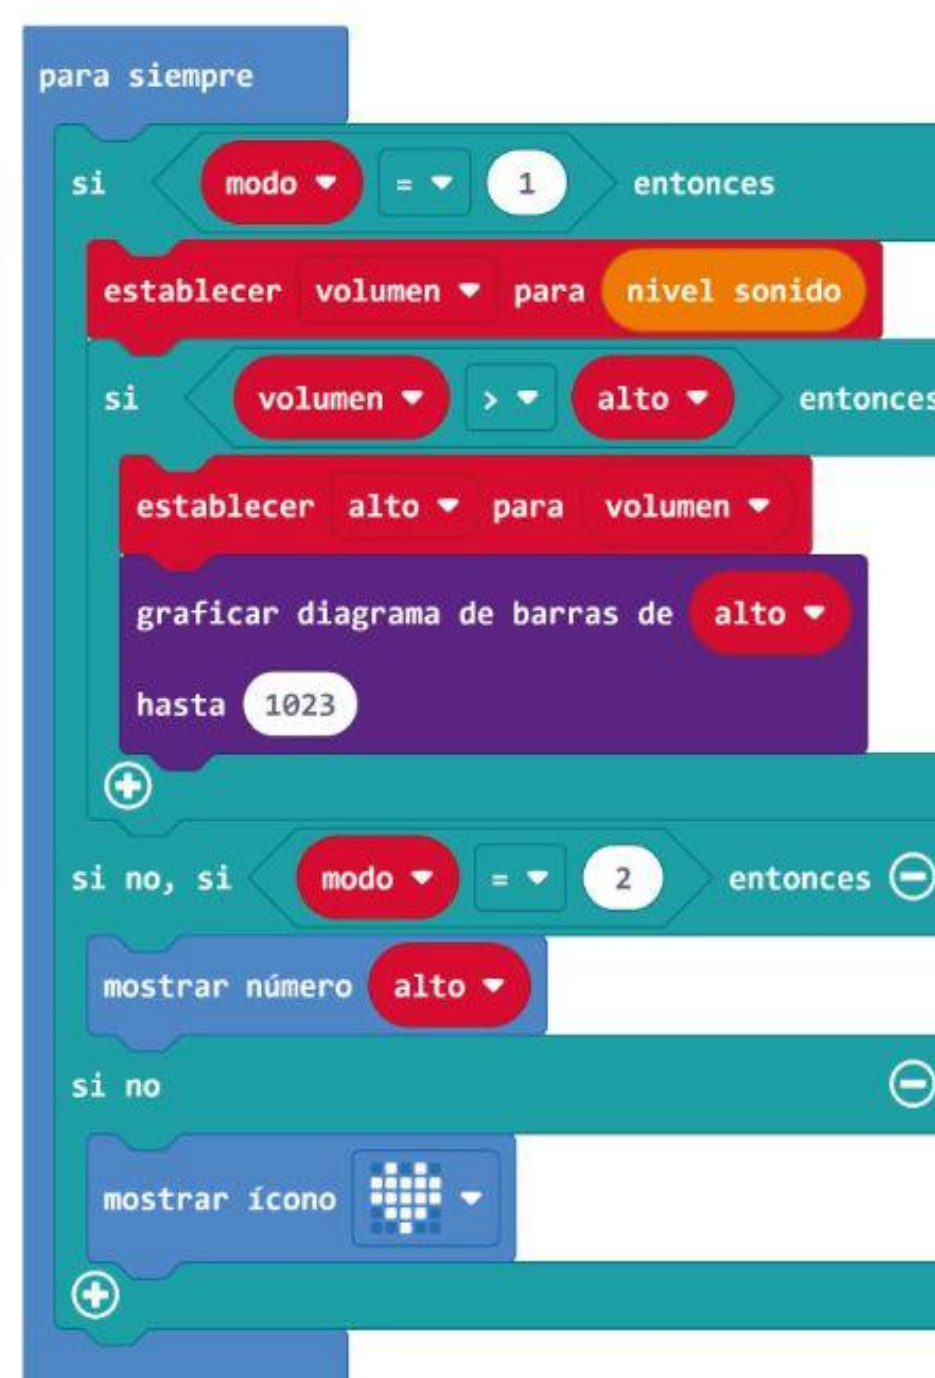 para siempre
si modo = 1 entonces
establecer volumen para nivel sonido
si volumen > alto entonces
establecer alto para volumen
graficar diagrama de barras de alto
hasta 1023
si no, si modo = 2 entonces
mostrar número alto
si no
mostrar ícono